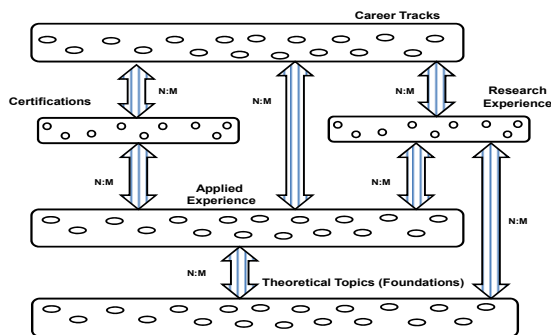 Career Tracks
N:M
N:M
N:M
Certifications
Research
Experience
N:M
Applied
Experience
N:M
N:M
N:M
Theoretical Topics (Foundations)